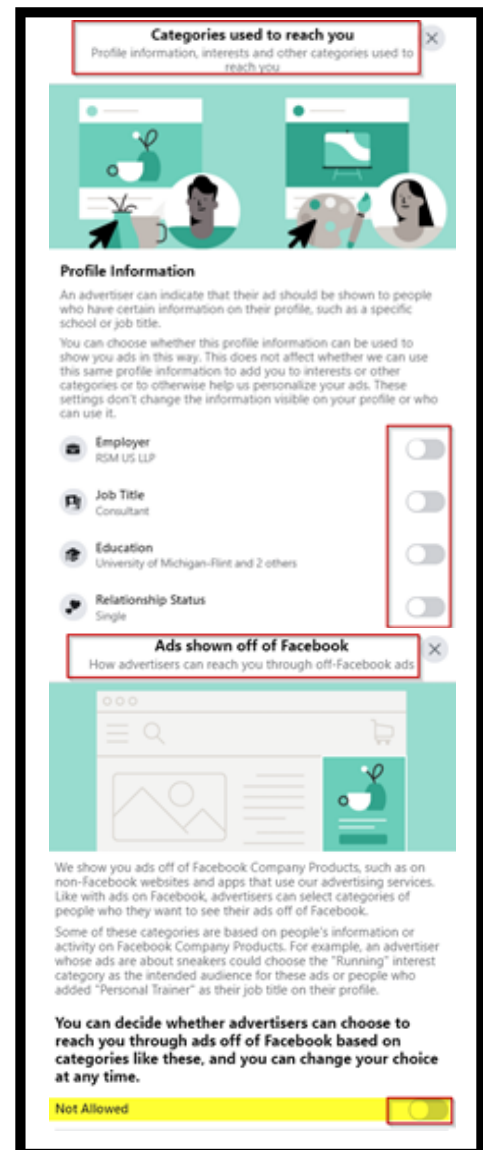 Categories used to reach you
Profile information, interests and other categories used to
reach you
Profile Information
An advertiser can indicate that their ad should be shown to people
who have certain information on their profile, such as a specific
school or job title.
You can choose whether this profile information can be used to
show you ads in this way. This does not affect whether we can use
this same profile information to add you to interests or other
categories or to otherwise help us personalize your ads. These
settings don't change the information visible on your profile or who
can use it.
Employer
RSM US LLP
Job Title
Consultant
Education
University of Michigan-Flint and 2 others
Relationship Status
Single
Ads shown off of Facebook
How advertisers can reach you through off-Facebook ads
We show you ads off of Facebook Company Products, such as on
non-Facebook websites and apps that use our advertising services.
Like with ads on Facebook, advertisers can select categories of
people who they want to see their ads off of Facebook.
Some of these categories are based on people's information or
activity on Facebook Company Products. For example, an advertiser
whose ads are about sneakers could choose the "Running" interest
category as the intended audience for these ads or people who
added "Personal Trainer" as their job title on their profile.
You can decide whether advertisers can choose to
reach you through ads off of Facebook based on
categories like these, and you can change your choice
at any time.
Not Allowed